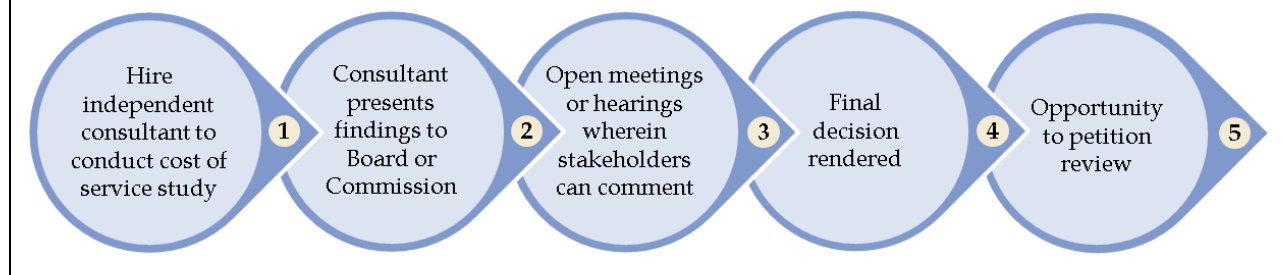 Hire
independent
consultant to
conduct cost of
service study
1
Consultant
presents
findings to
Board or
Commission
2
Open meetings
or hearings
wherein
stakeholders
can comment
3
Final
decision
rendered
4
Opportunity
to petition
review
5